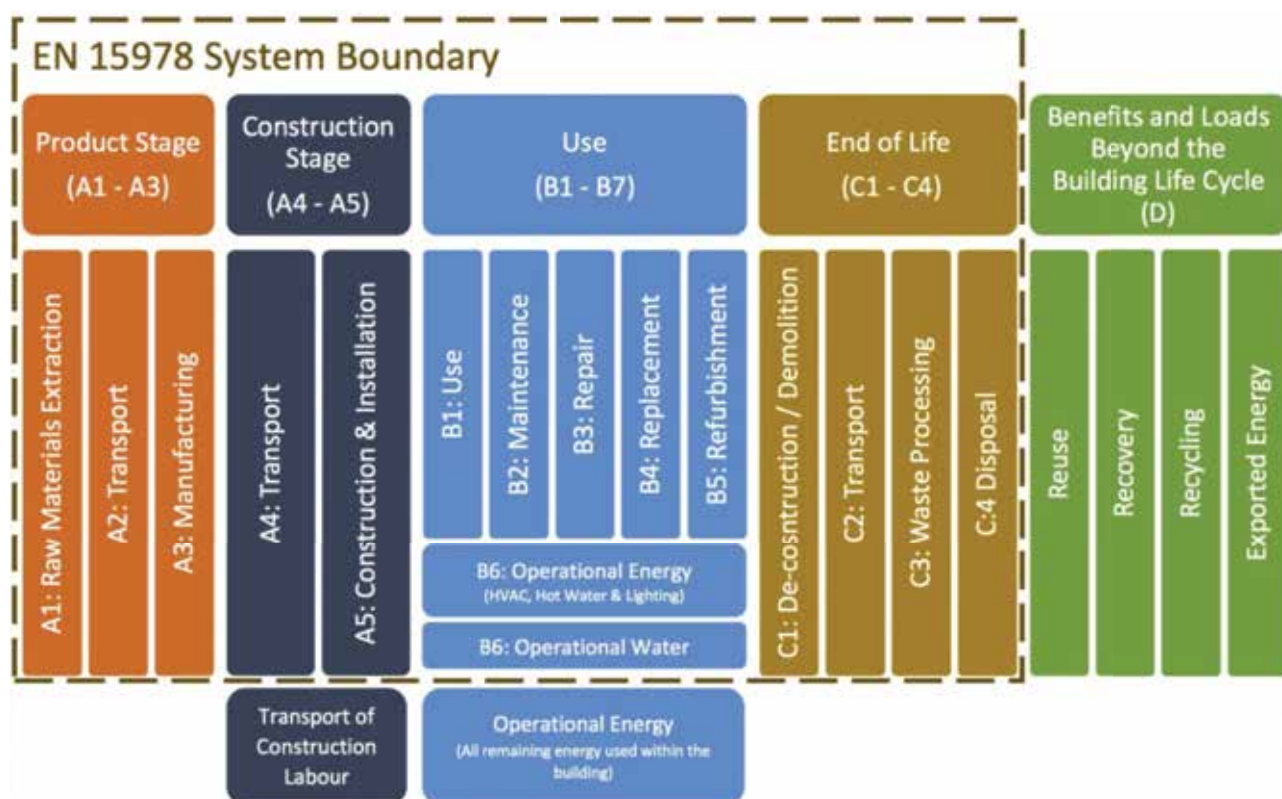 EN 15978 System Boundary
Product Stage
(A1 - A3)
Construction
Stage
(A4 - A5)
Use
(B1 - B7)
End of Life
(C1 - C4)
Benefits and Loads
Beyond the
Building Life Cycle
(D)
A1: Raw Materials Extraction
A2: Transport
A3: Manufacturing
A4: Transport
A5: Construction & Installation
B1: Use
B2: Maintenance
B3: Repair
B4: Replacement
B5: Refurbishment
B6: Operational Energy
(HVAC, Hot Water & Lighting)
B6: Operational Water
C1: De-cosntruction / Demolition
C2: Transport
C3: Waste Processing
C:4 Disposal
Reuse
Recovery
Recycling
Exported Energy
Transport of
Construction
Labour
Operational Energy
(All remaining energy used within the
building)